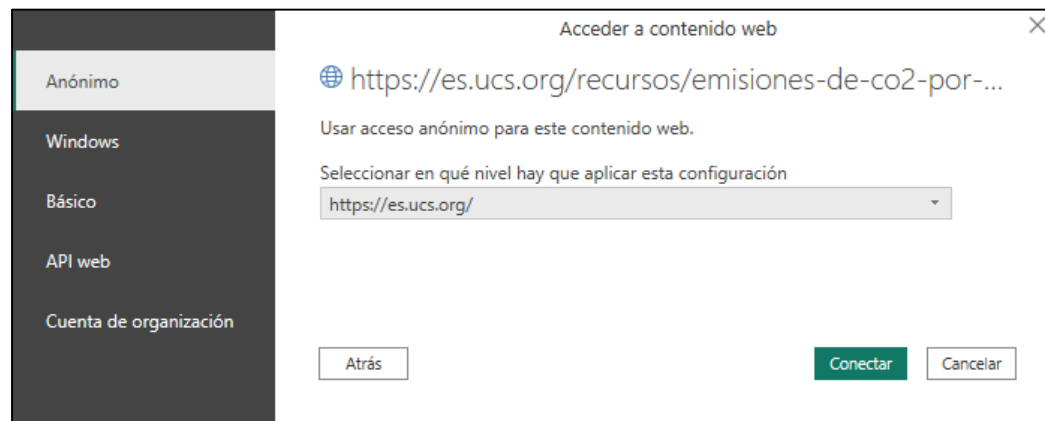 Acceder a contenido web
Anónimo
Windows
Básico
API web
Cuenta de organización
https://es.ucs.org/recursos/emisiones-de-co2-por-...
Usar acceso anónimo para este contenido web.
Seleccionar en qué nivel hay que aplicar esta configuración
https://es.ucs.org/
Atrás
Conectar
Cancelar